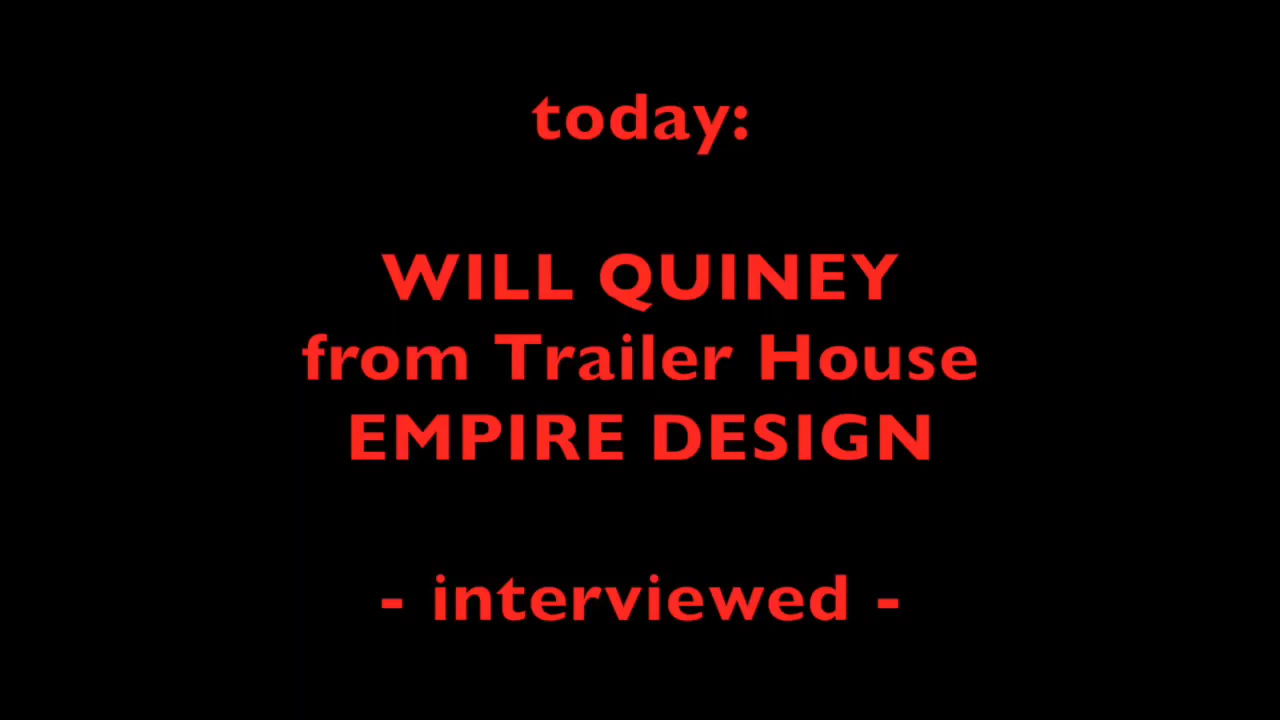 today:
WILL QUINEY
from Trailer House
EMPIRE DESIGN
- interviewed -